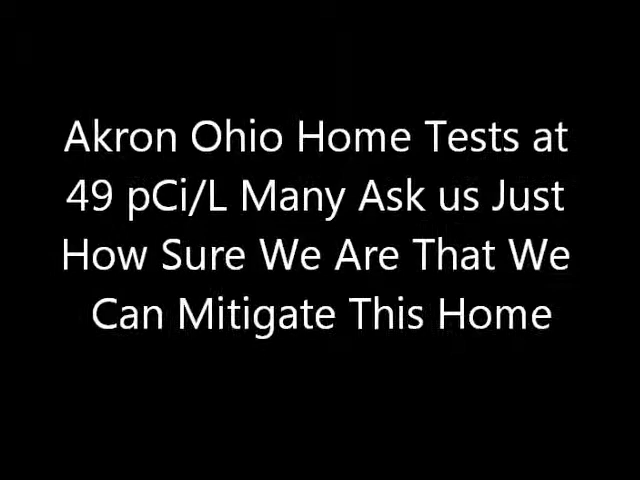 Akron Ohio Home Tests at
49 pCi/L Many Ask us Just
How Sure We Are That We
Can Mitigate This Home